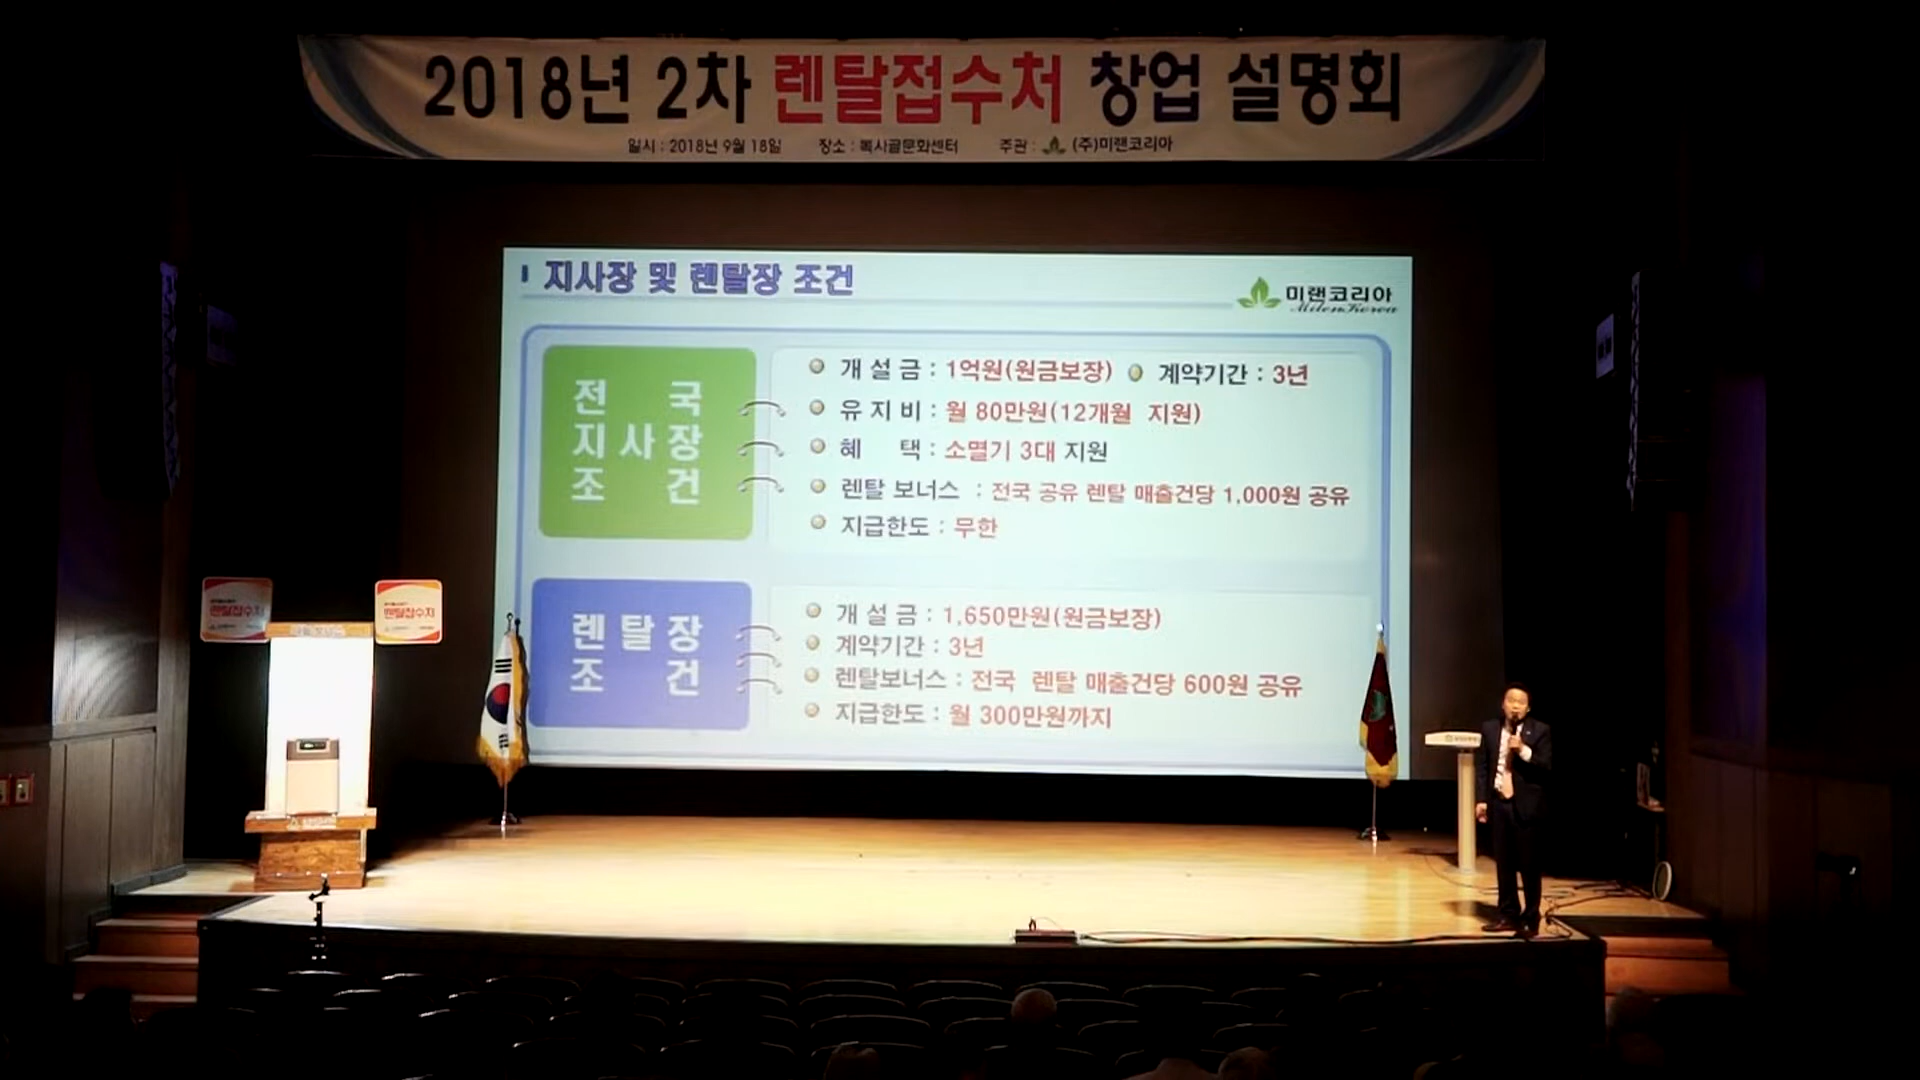 2018년 2차 렌탈접수처 창업 설명회
일시 : 2018년 9월 18일 장소 : 복사골문화센터 주관 : (주)미랜코리아
지사장 및 렌탈장 조건
미랜코리아
MilenKorea
전 국
지 사 장
조 건
개 설 금 : 1억원(원금보장) 계약기간 : 3년
유 지 비 : 월 80만원(12개월 지원)
혜 택 : 소멸기 3대 지원
렌탈 보너스 : 전국 공유 렌탈 매출건당 1,000원 공유
지급한도 : 무한
렌 탈 장
조 건
개 설 금 : 1,650만원(원금보장)
계약기간 : 3년
렌탈보너스 : 전국 렌탈 매출건당 600원 공유
지급한도 : 월 300만원까지
렌탈접수처
렌탈접수처